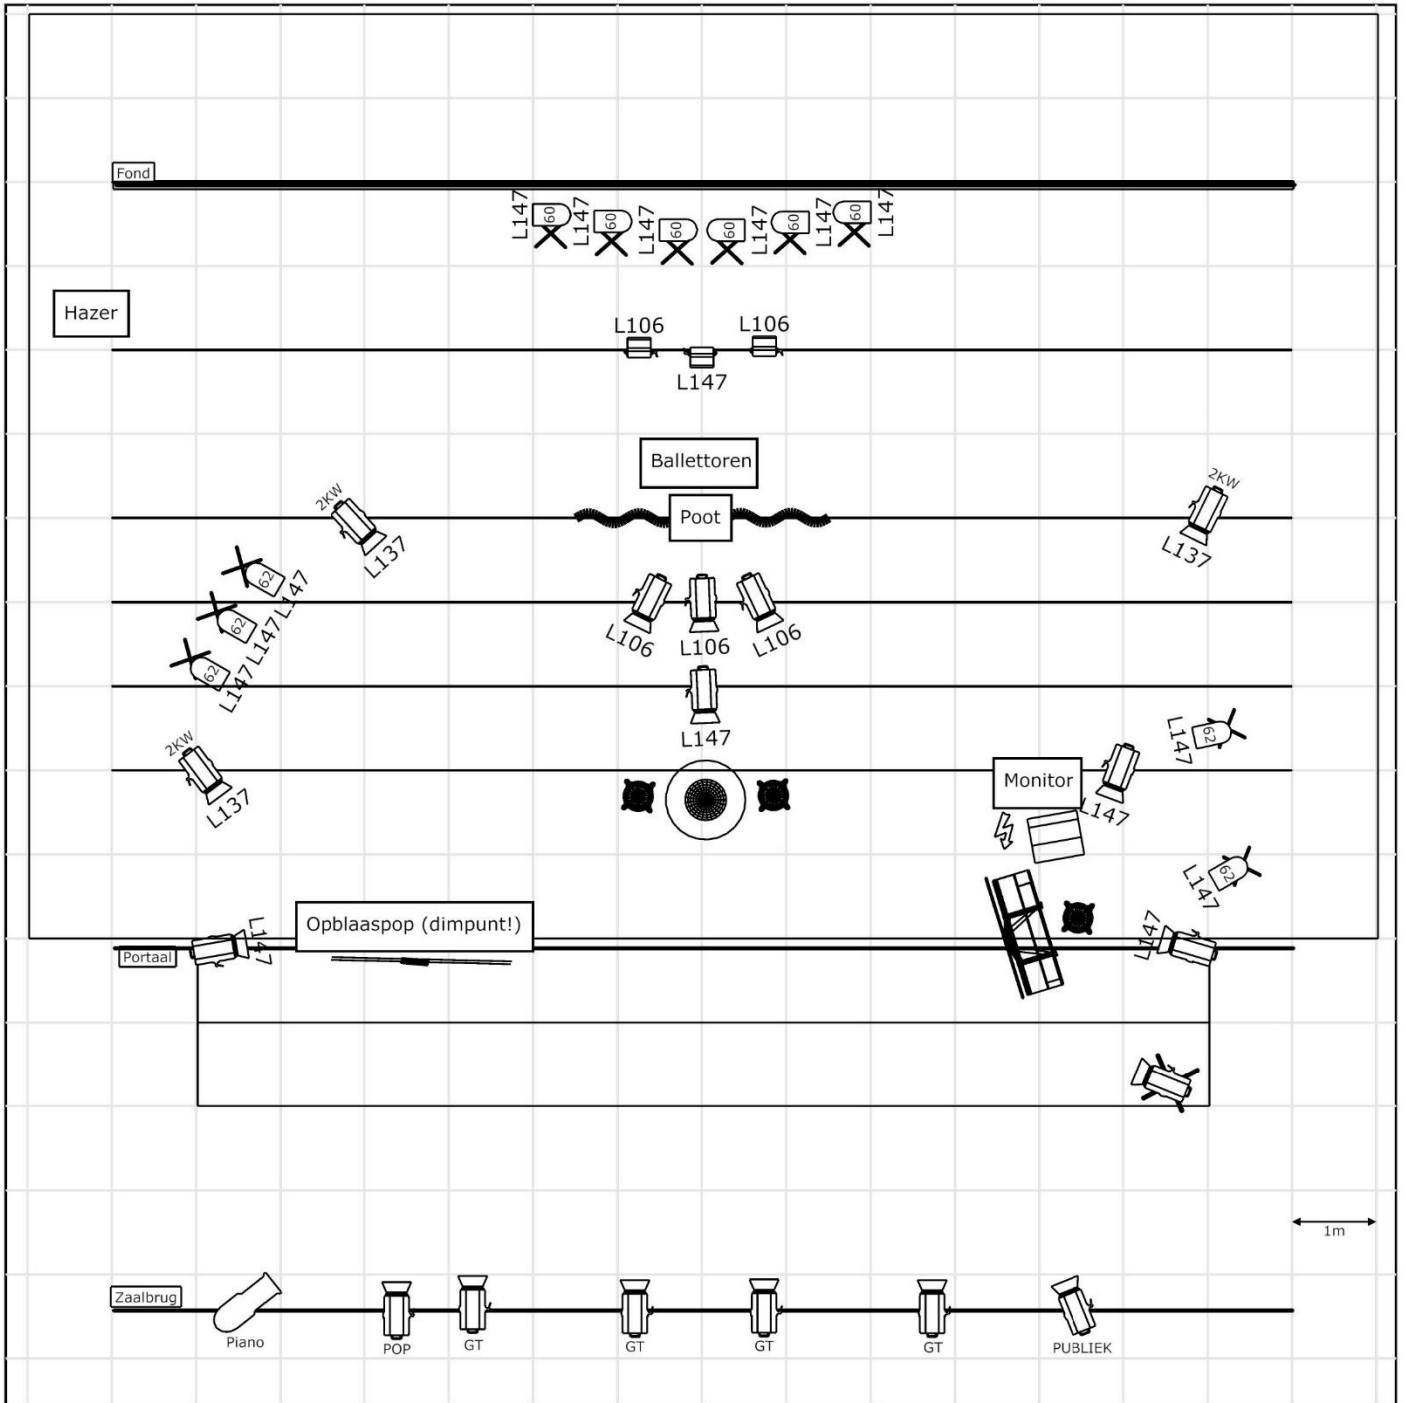 Fond
L147
60
L147
60
L147
60
60
L147
60
L147
60
L147
Hazer
L106
L106
L147
Ballettoren
2KW
2KW
Poot
L137
L137
62
L147
62
L147
62
L147
L106
L106
L106
L147
L147
62
2KW
L137
Monitor
L147
L147
62
Opblaaspop (dimpunt!)
L147
L147
Portaal
1m
Zaalbrug
Piano
POP
GT
GT
GT
GT
PUBLIEK